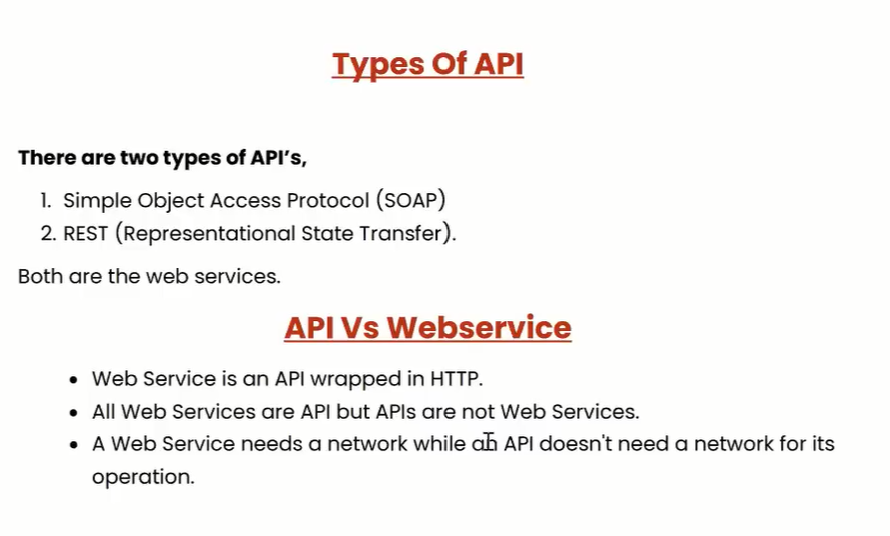 Types Of API
There are two types of API's,
1. Simple Object Access Protocol (SOAP)
2. REST (Representational State Transfer).
Both are the web services.
API Vs Webservice
• Web Service is an API wrapped in HTTP.
• All Web Services are API but APIs are not Web Services.
• A Web Service needs a network while an API doesn't need a network for its
operation.